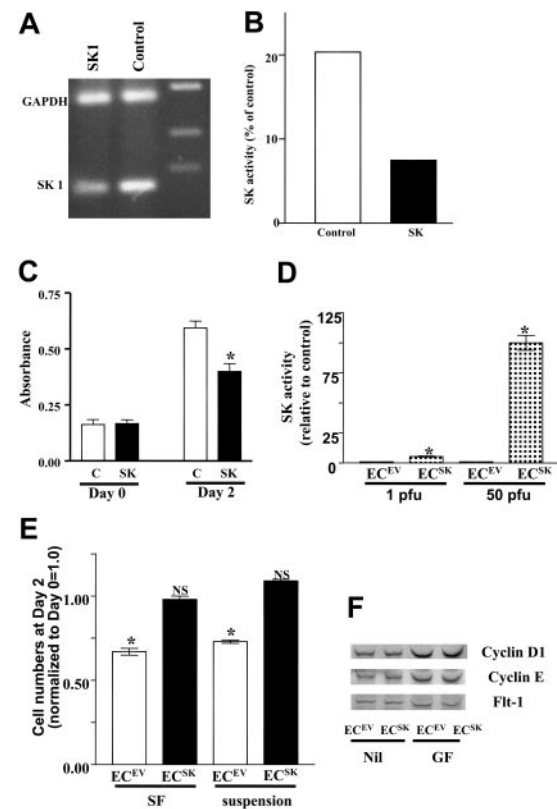 A
SK1
Control
GAPDH
SK 1
B
SK activity (% of control)
20
10
0
Control
SK
C
Absorbance
0.75
0.50
0.25
0.00
*
C
SK
C
SK
Day 0
Day 2
D
SK activity
(relative to control)
125
75
25
0
*
*
EC^EV
EC^SK
EC^EV
EC^SK
1 pfu
50 pfu
E
Cell numbers at Day 2
(normalized to Day 0=1.0)
1.00
0.50
0.00
*
NS
*
NS
EC^EV
EC^SK
EC^EV
EC^SK
SF
suspension
F
Cyclin D1
Cyclin E
Flt-1
EC^EV EC^SK EC^EV EC^SK
Nil
GF